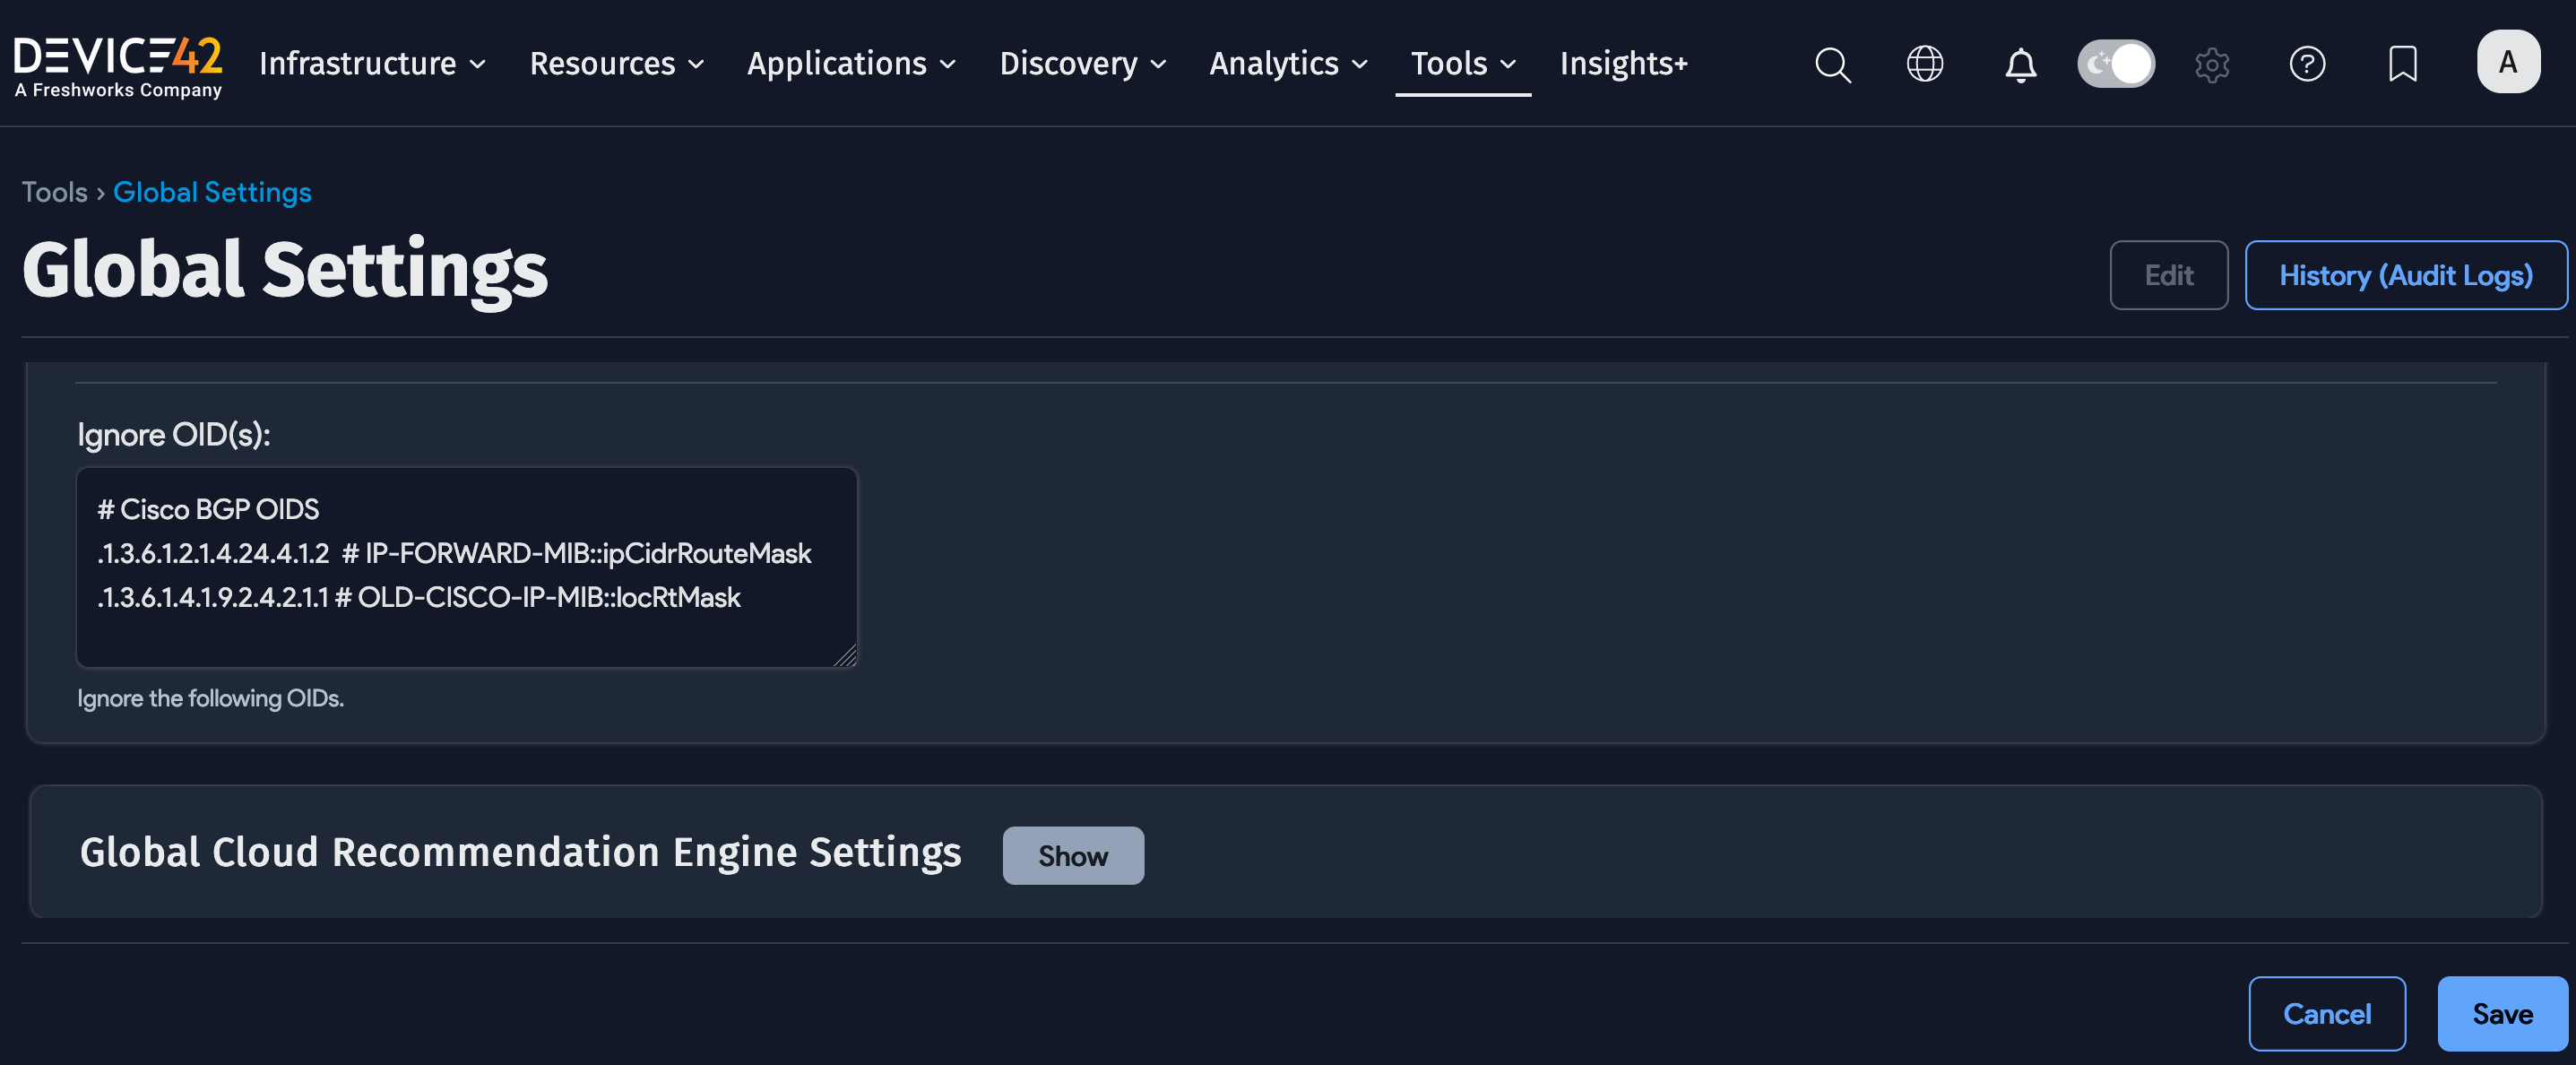 DEVICE42
A Freshworks Company
Infrastructure
Resources
Applications
Discovery
Analytics
Tools
Insights+
A
Tools › Global Settings
Global Settings
Edit
History (Audit Logs)
Ignore OID(s):
# Cisco BGP OIDS
.1.3.6.1.2.1.4.24.4.1.2  # IP-FORWARD-MIB::ipCidrRouteMask
.1.3.6.1.4.1.9.2.4.2.1.1 # OLD-CISCO-IP-MIB::locRtMask
Ignore the following OIDs.
Global Cloud Recommendation Engine Settings
Show
Cancel
Save